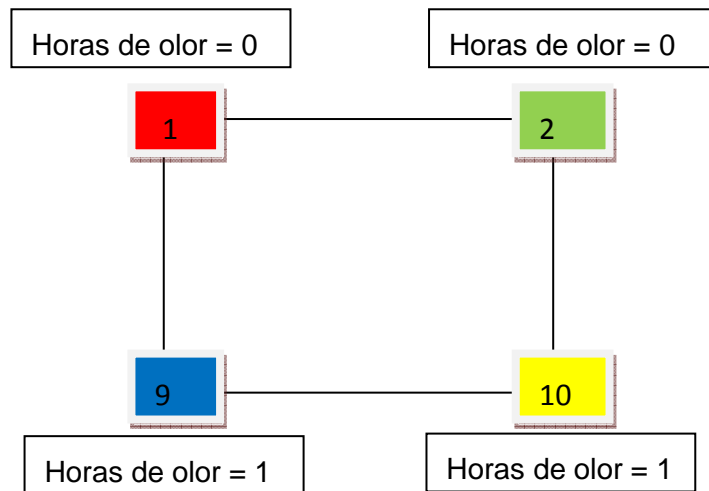 Horas de olor = 0
Horas de olor = 0
1
2
9
10
Horas de olor = 1
Horas de olor = 1